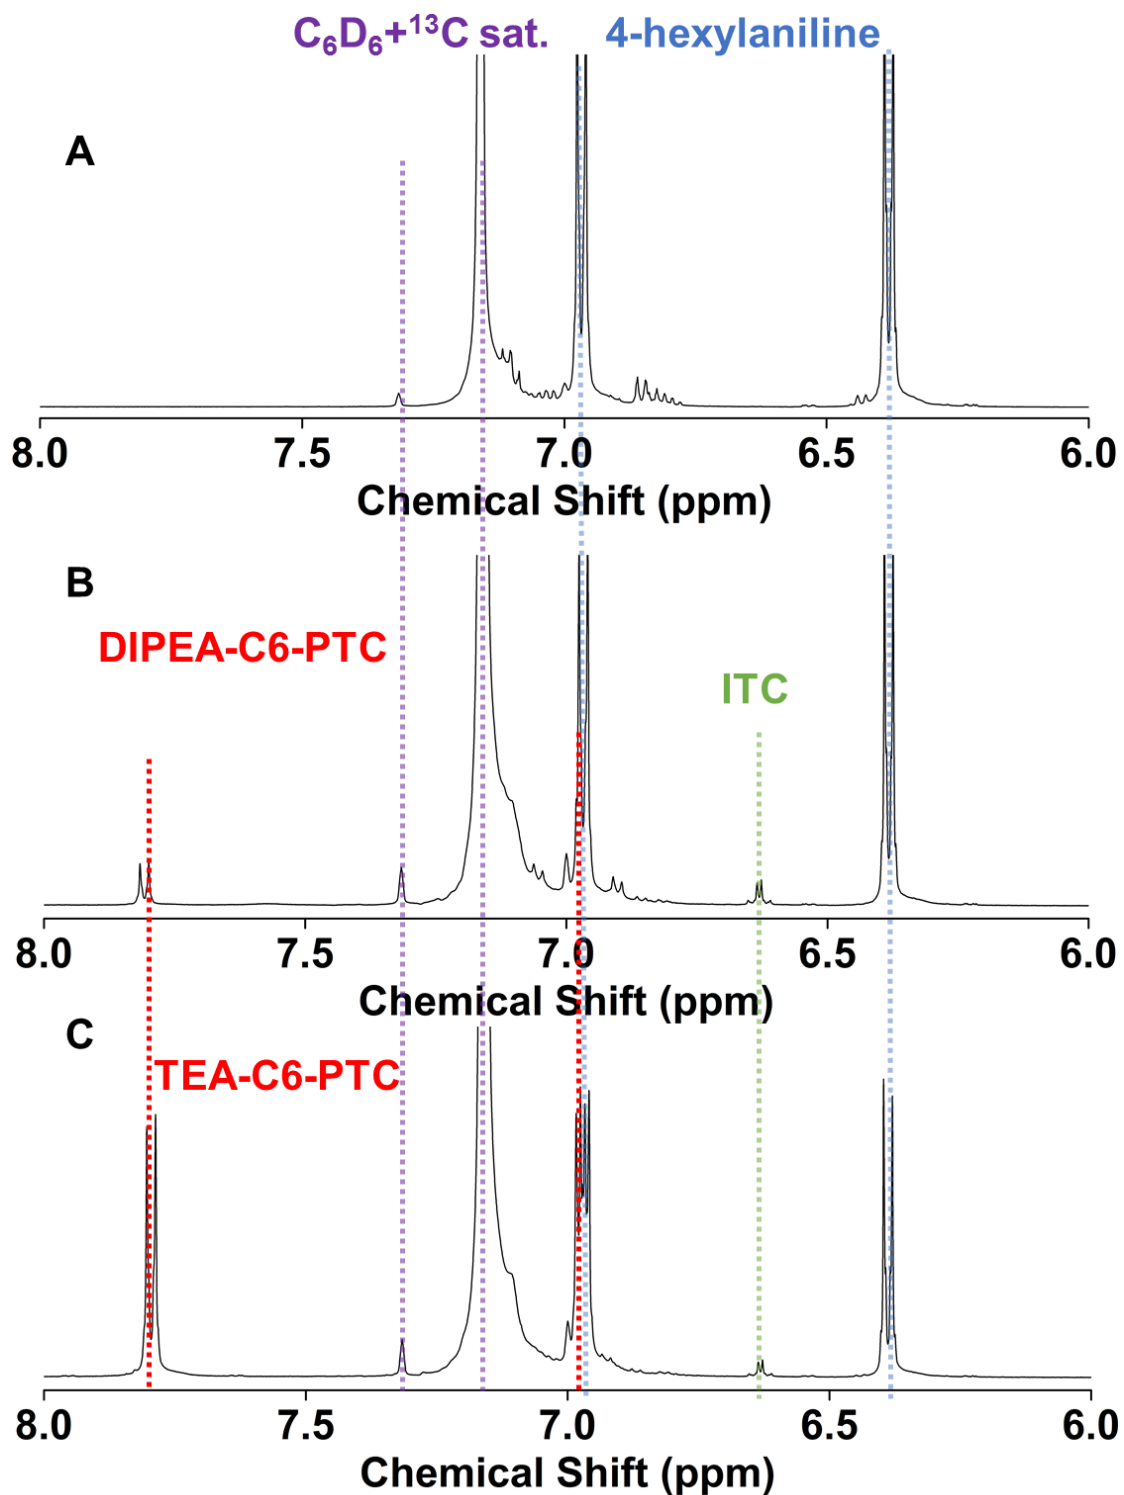 C₆D₆+¹³C sat. 4-hexylaniline
A
8.0 7.5 7.0 6.5 6.0
Chemical Shift (ppm)
B
DIPEA-C6-PTC
ITC
8.0 7.5 7.0 6.5 6.0
Chemical Shift (ppm)
C
TEA-C6-PTC
8.0 7.5 7.0 6.5 6.0
Chemical Shift (ppm)